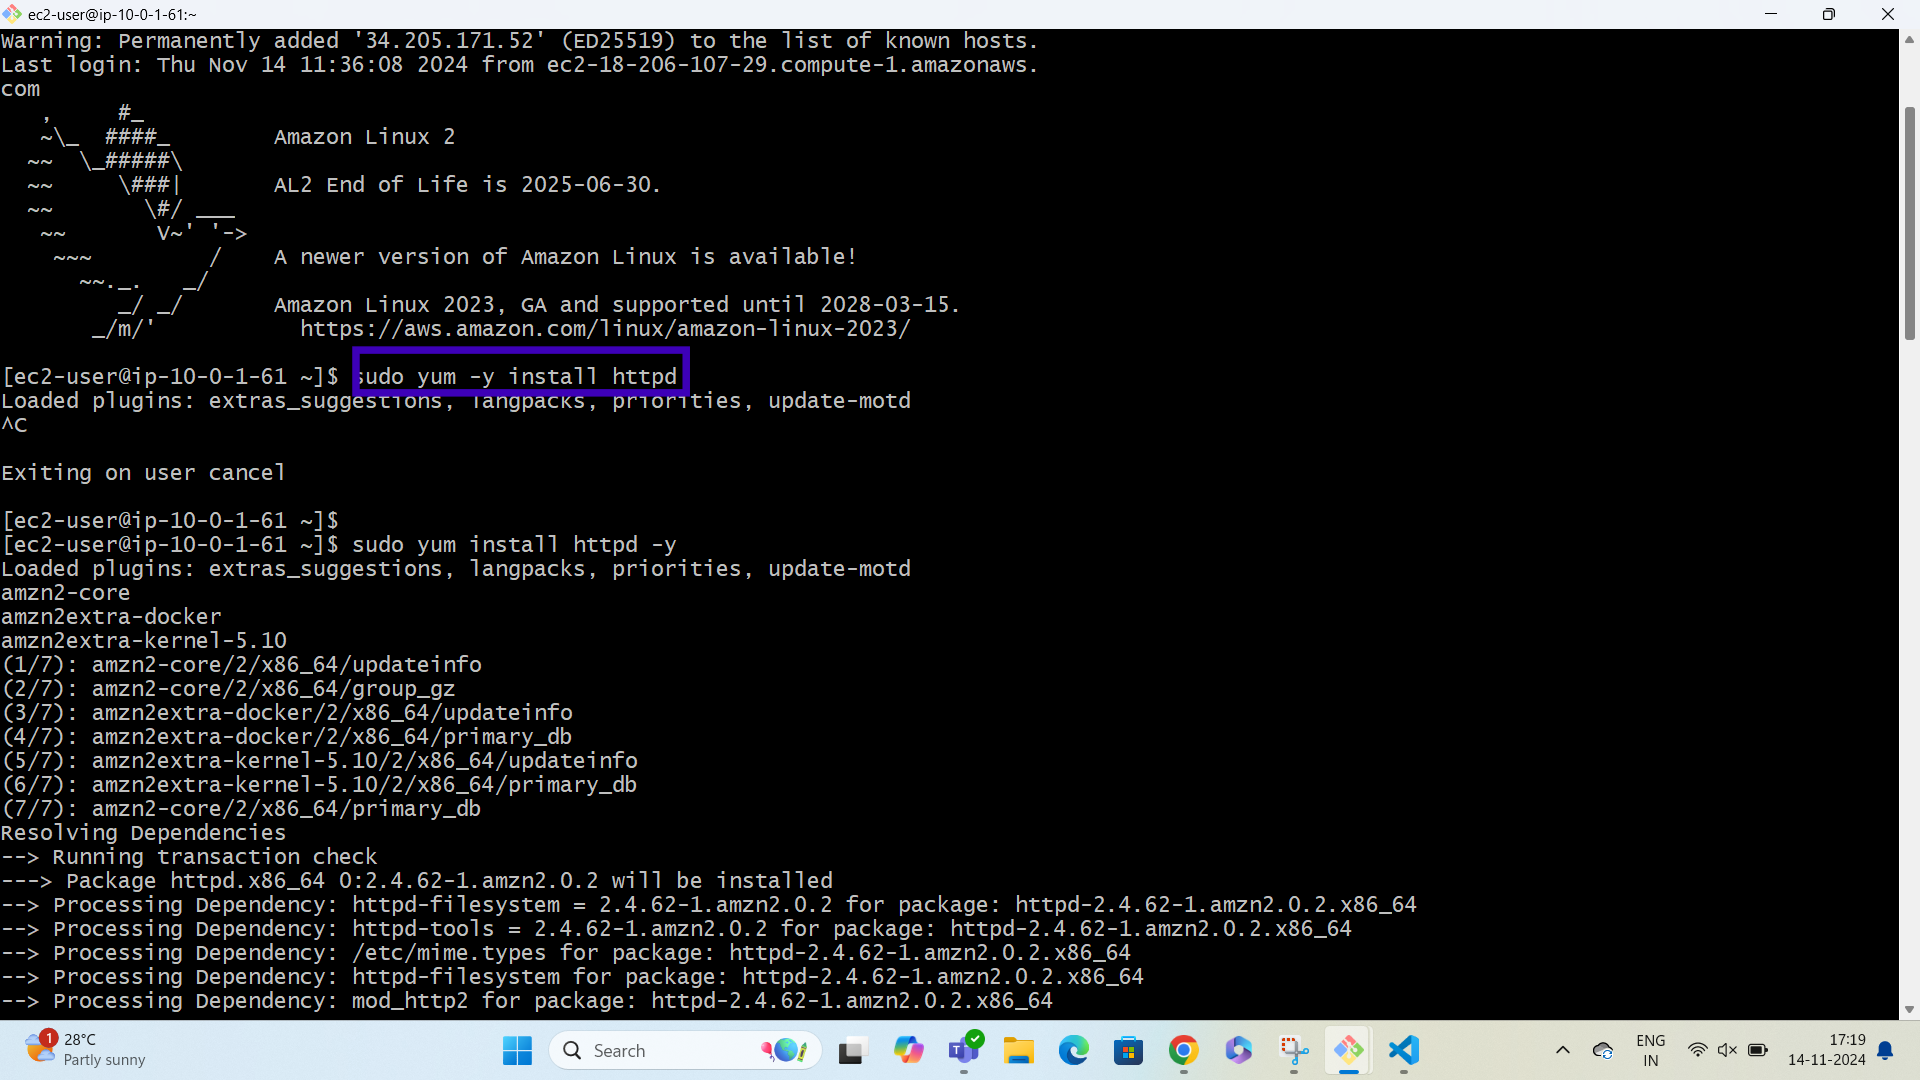 ec2-user@ip-10-0-1-61:~
Warning: Permanently added '34.205.171.52' (ED25519) to the list of known hosts.
Last login: Thu Nov 14 11:36:08 2024 from ec2-18-206-107-29.compute-1.amazonaws.
com
   ,     #_
   ~\_  ####_        Amazon Linux 2
  ~~  \_#####\
  ~~     \###|       AL2 End of Life is 2025-06-30.
  ~~       \#/ ___
   ~~       V~' '->
    ~~~         /    A newer version of Amazon Linux is available!
      ~~._.   _/
         _/ _/       Amazon Linux 2023, GA and supported until 2028-03-15.
       _/m/'           https://aws.amazon.com/linux/amazon-linux-2023/
[ec2-user@ip-10-0-1-61 ~]$ sudo yum -y install httpd
Loaded plugins: extras_suggestions, langpacks, priorities, update-motd
^C
Exiting on user cancel
[ec2-user@ip-10-0-1-61 ~]$
[ec2-user@ip-10-0-1-61 ~]$ sudo yum install httpd -y
Loaded plugins: extras_suggestions, langpacks, priorities, update-motd
amzn2-core
amzn2extra-docker
amzn2extra-kernel-5.10
(1/7): amzn2-core/2/x86_64/updateinfo
(2/7): amzn2-core/2/x86_64/group_gz
(3/7): amzn2extra-docker/2/x86_64/updateinfo
(4/7): amzn2extra-docker/2/x86_64/primary_db
(5/7): amzn2extra-kernel-5.10/2/x86_64/updateinfo
(6/7): amzn2extra-kernel-5.10/2/x86_64/primary_db
(7/7): amzn2-core/2/x86_64/primary_db
Resolving Dependencies
--> Running transaction check
---> Package httpd.x86_64 0:2.4.62-1.amzn2.0.2 will be installed
--> Processing Dependency: httpd-filesystem = 2.4.62-1.amzn2.0.2 for package: httpd-2.4.62-1.amzn2.0.2.x86_64
--> Processing Dependency: httpd-tools = 2.4.62-1.amzn2.0.2 for package: httpd-2.4.62-1.amzn2.0.2.x86_64
--> Processing Dependency: /etc/mime.types for package: httpd-2.4.62-1.amzn2.0.2.x86_64
--> Processing Dependency: httpd-filesystem for package: httpd-2.4.62-1.amzn2.0.2.x86_64
--> Processing Dependency: mod_http2 for package: httpd-2.4.62-1.amzn2.0.2.x86_64
1
28°C
Partly sunny
Search
ENG
IN
17:19
14-11-2024